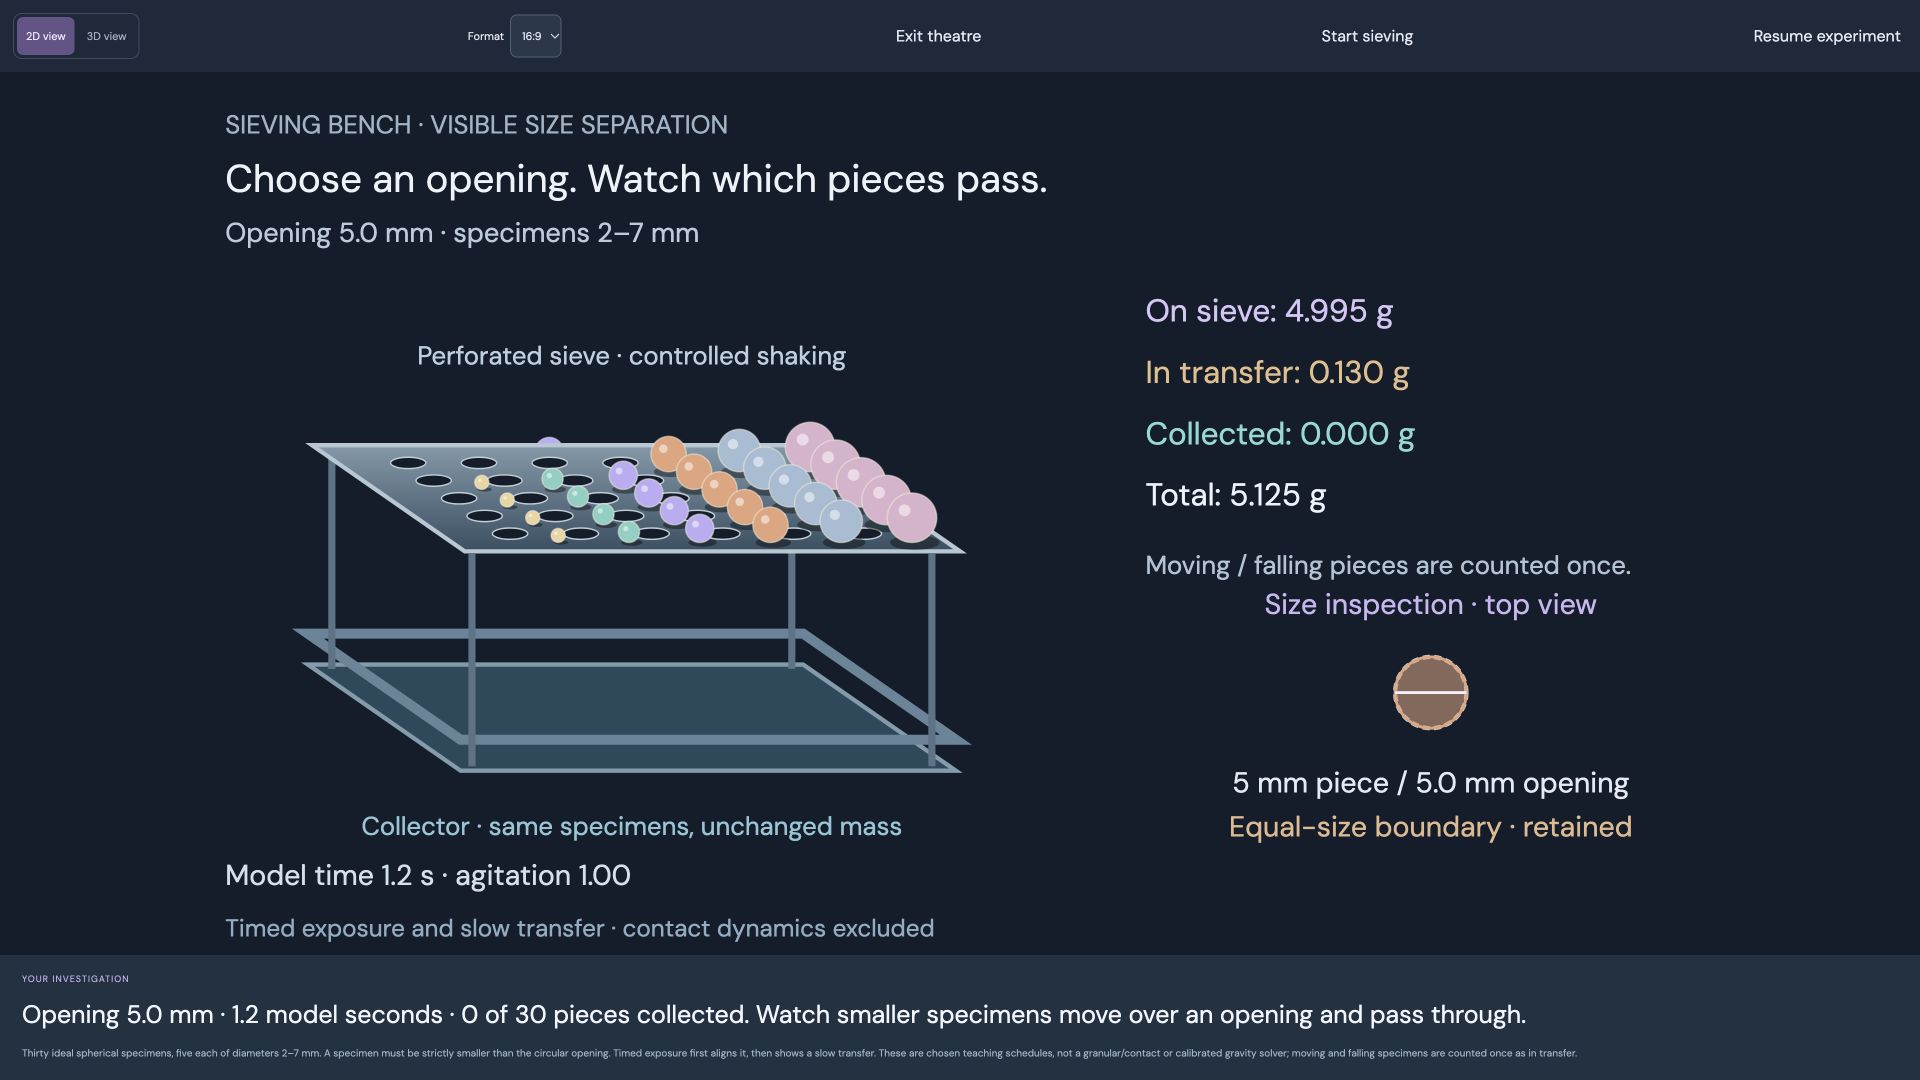 2D view
3D view
Format
16:9
Exit theatre
Start sieving
Resume experiment
SIEVING BENCH · VISIBLE SIZE SEPARATION
Choose an opening. Watch which pieces pass.
Opening 5.0 mm · specimens 2–7 mm
Perforated sieve · controlled shaking
On sieve: 4.995 g
In transfer: 0.130 g
Collected: 0.000 g
Total: 5.125 g
Moving / falling pieces are counted once.
Size inspection · top view
5 mm piece / 5.0 mm opening
Equal-size boundary · retained
Collector · same specimens, unchanged mass
Model time 1.2 s · agitation 1.00
Timed exposure and slow transfer · contact dynamics excluded
YOUR INVESTIGATION
Opening 5.0 mm · 1.2 model seconds · 0 of 30 pieces collected. Watch smaller specimens move over an opening and pass through.
Thirty ideal spherical specimens, five each of diameters 2–7 mm. A specimen must be strictly smaller than the circular opening. Timed exposure first aligns it, then shows a slow transfer. These are chosen teaching schedules, not a granular/contact or calibrated gravity solver; moving and falling specimens are counted once as in transfer.